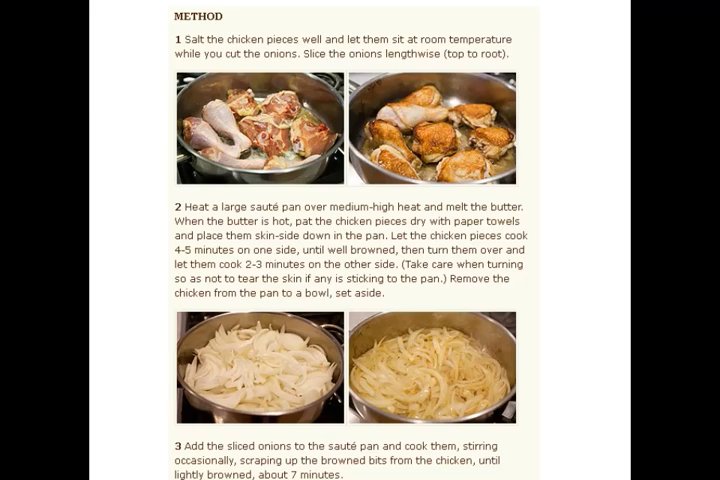 METHOD
1 Salt the chicken pieces well and let them sit at room temperature
while you cut the onions. Slice the onions lengthwise (top to root).
2 Heat a large sauté pan over medium-high heat and melt the butter.
When the butter is hot, pat the chicken pieces dry with paper towels
and place them skin-side down in the pan. Let the chicken pieces cook
4-5 minutes on one side, until well browned, then turn them over and
let them cook 2-3 minutes on the other side. (Take care when turning
so as not to tear the skin if any is sticking to the pan.) Remove the
chicken from the pan to a bowl, set aside.
3 Add the sliced onions to the sauté pan and cook them, stirring
occasionally, scraping up the browned bits from the chicken, until
lightly browned, about 7 minutes.